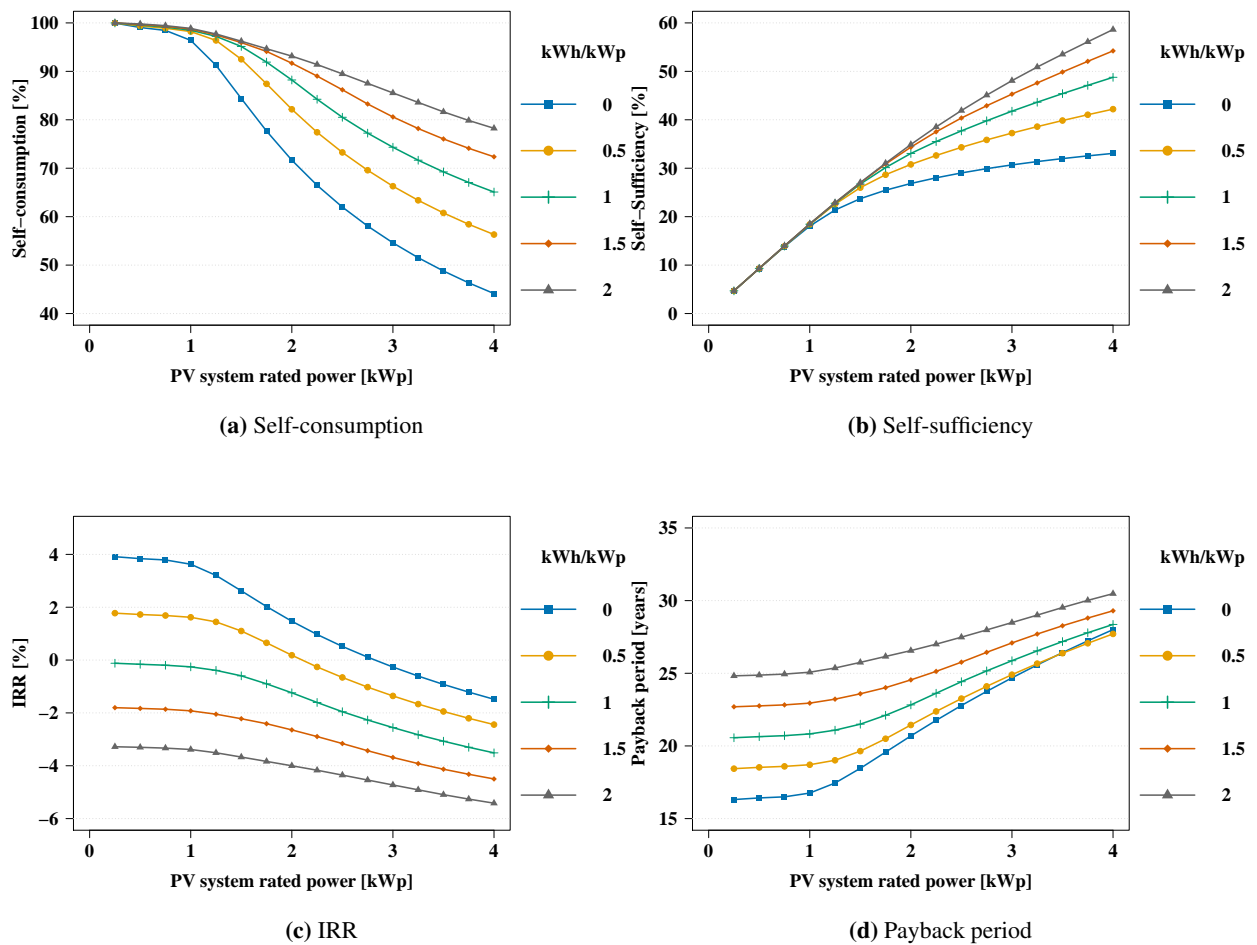 Self−consumption [%]
100
90
80
70
60
50
40
0 1 2 3 4
PV system rated power [kWp]
kWh/kWp
0
0.5
1
1.5
2
(a) Self-consumption
Self−Sufficiency [%]
60
50
40
30
20
10
0
0 1 2 3 4
PV system rated power [kWp]
kWh/kWp
0
0.5
1
1.5
2
(b) Self-sufficiency
IRR [%]
4
2
0
−2
−4
−6
0 1 2 3 4
PV system rated power [kWp]
kWh/kWp
0
0.5
1
1.5
2
(c) IRR
Payback period [years]
35
30
25
20
15
0 1 2 3 4
PV system rated power [kWp]
kWh/kWp
0
0.5
1
1.5
2
(d) Payback period